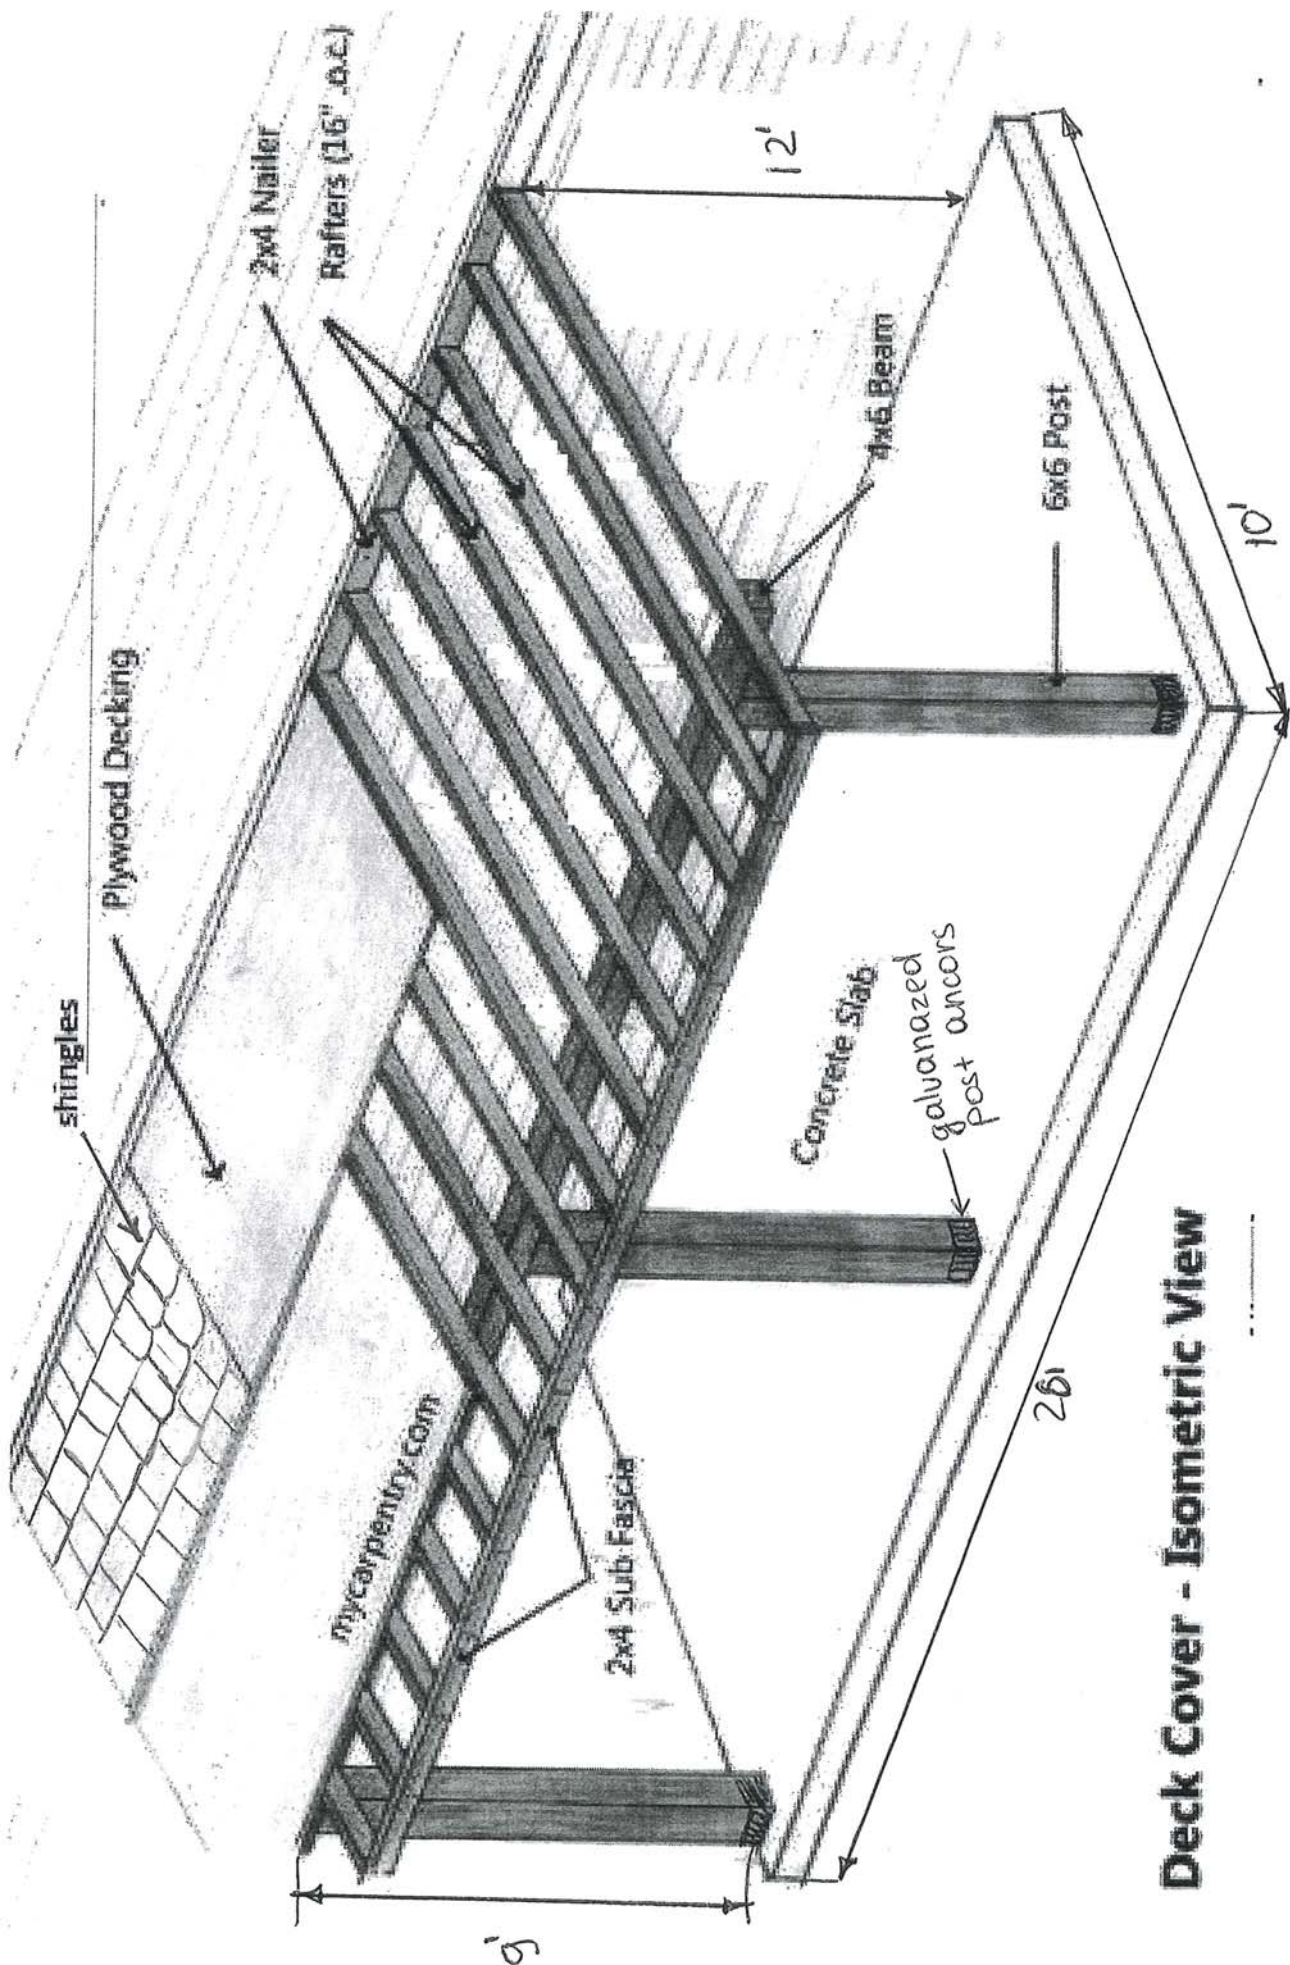 shingles
Plywood Decking
2x4 Nailer
Rafters (16" .o.c.)
mycarpentry.com
12'
9'
2x4 Sub Fascia
4x6 Beam
Concrete Slab
galvanazed
post ancors
6x6 Post
10'
28'
Deck Cover - Isometric View